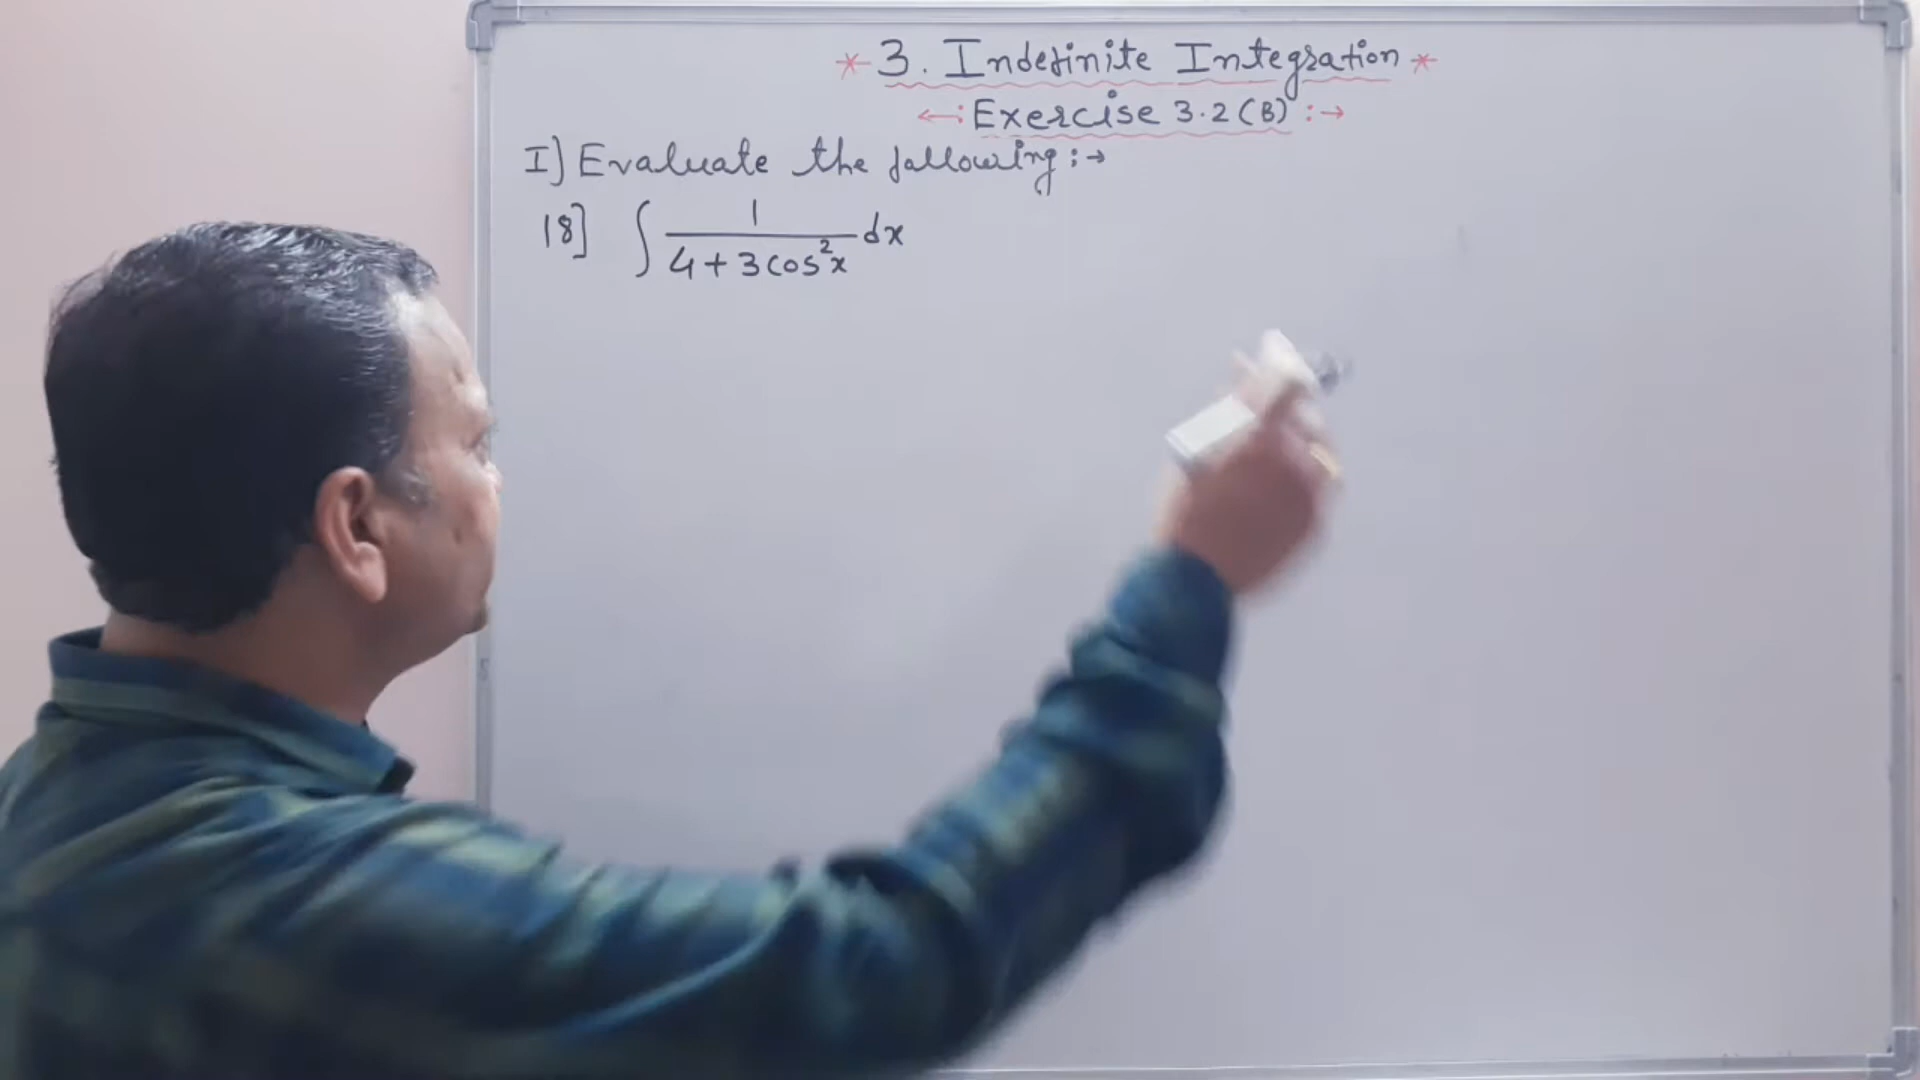 * 3. Indefinite Integration *
←: Exercise 3.2(B) :→
I] Evaluate the following :→
18] ∫ 1/(4+3cos²x) dx